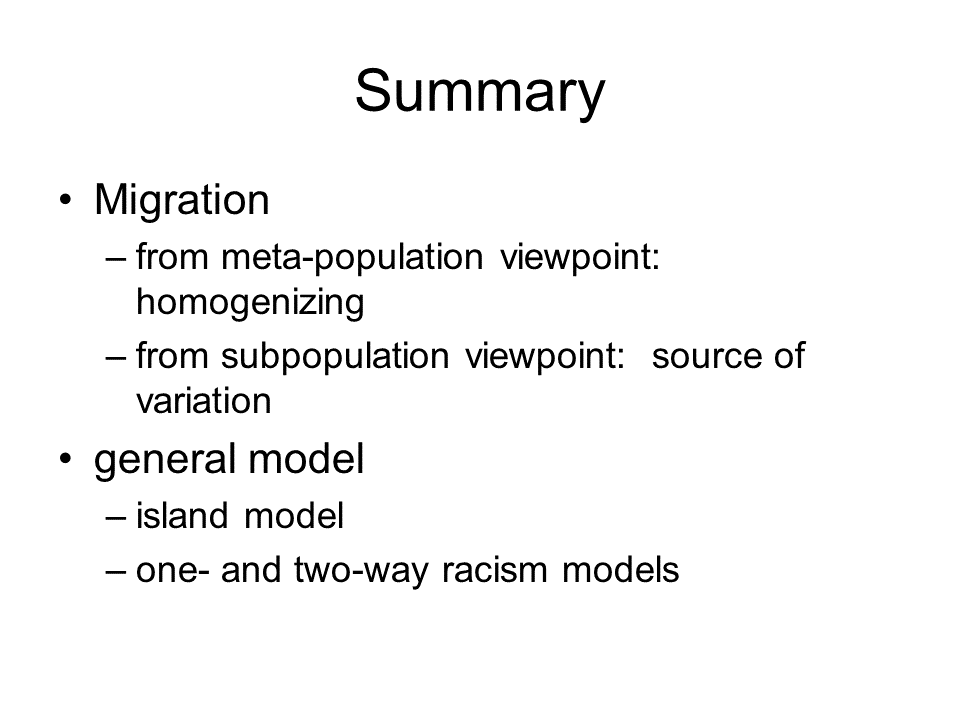 Summary
• Migration
– from meta-population viewpoint:
homogenizing
– from subpopulation viewpoint: source of
variation
• general model
– island model
– one- and two-way racism models